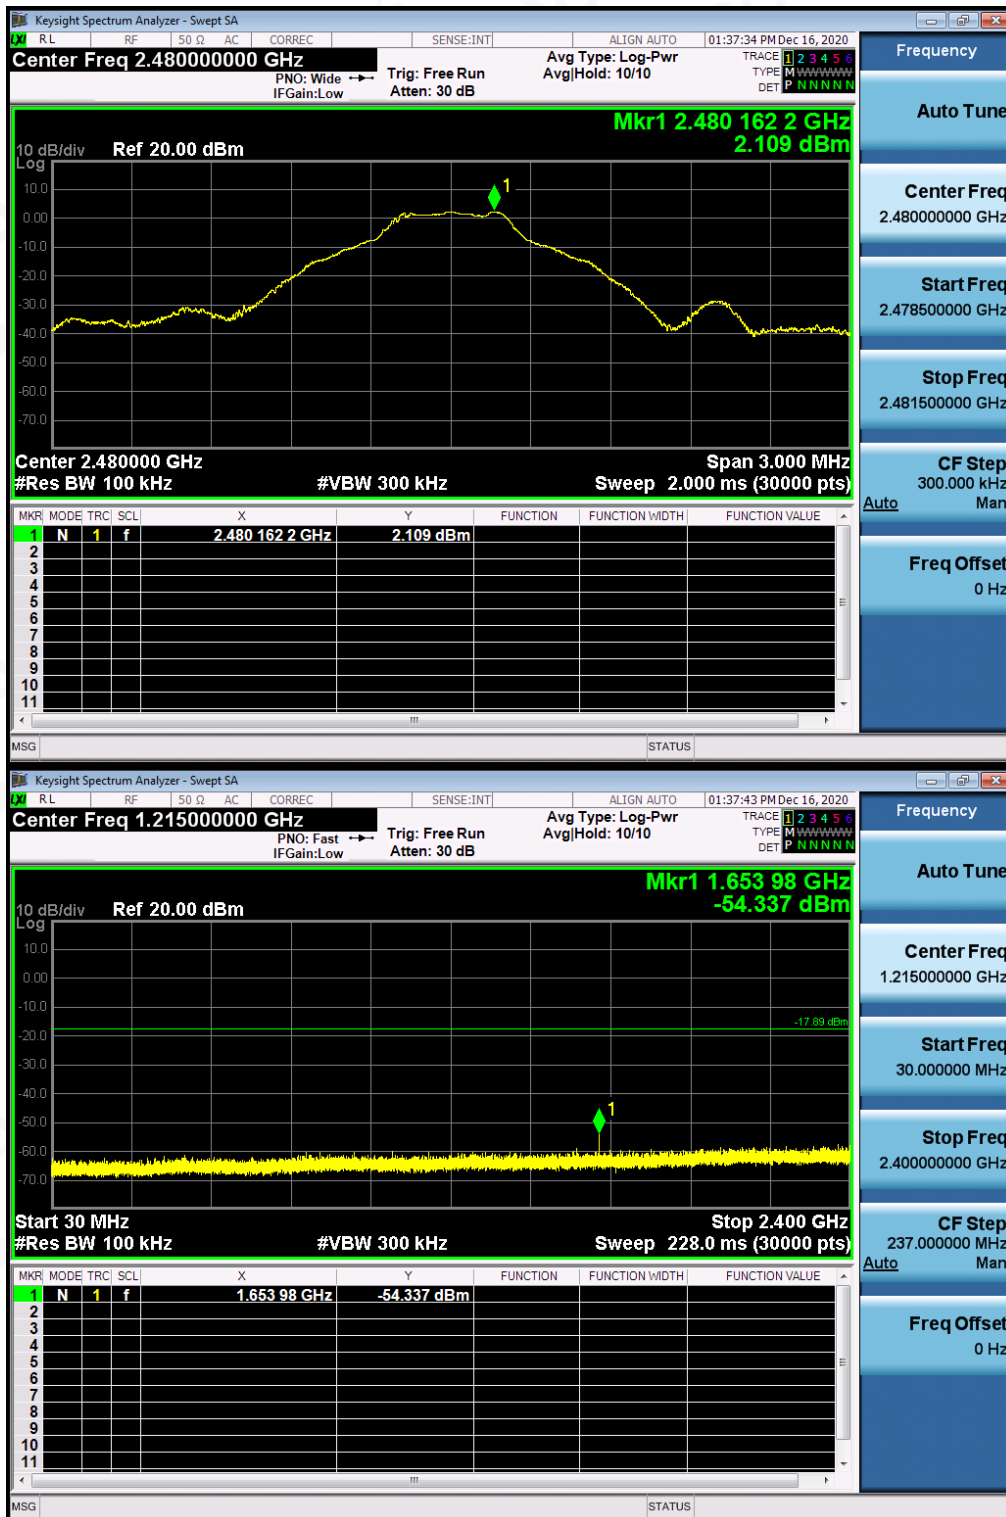 Keysight Spectrum Analyzer - Swept SA
LXI RL RF 50 Ω AC CORREC SENSE:INT ALIGN AUTO 01:37:34 PM Dec 16, 2020
Center Freq 2.480000000 GHz
PNO: Wide
IFGain:Low
Trig: Free Run
Atten: 30 dB
Avg Type: Log-Pwr
Avg|Hold: 10/10
TRACE 1 2 3 4 5 6
TYPE M WWWWW
DET P N N N N N
Mkr1 2.480 162 2 GHz
2.109 dBm
10 dB/div Ref 20.00 dBm
Log
10.0
0.00
-10.0
-20.0
-30.0
-40.0
-50.0
-60.0
-70.0
1
Center 2.480000 GHz Span 3.000 MHz
#Res BW 100 kHz #VBW 300 kHz Sweep 2.000 ms (30000 pts)
MKR MODE TRC SCL X Y FUNCTION FUNCTION WIDTH FUNCTION VALUE
1 N 1 f 2.480 162 2 GHz 2.109 dBm
2
3
4
5
6
7
8
9
10
11
MSG STATUS
Frequency
Auto Tune
Center Freq
2.480000000 GHz
Start Freq
2.478500000 GHz
Stop Freq
2.481500000 GHz
CF Step
300.000 kHz
Auto Man
Freq Offset
0 Hz
Keysight Spectrum Analyzer - Swept SA
LXI RL RF 50 Ω AC CORREC SENSE:INT ALIGN AUTO 01:37:43 PM Dec 16, 2020
Center Freq 1.215000000 GHz
PNO: Fast
IFGain:Low
Trig: Free Run
Atten: 30 dB
Avg Type: Log-Pwr
Avg|Hold: 10/10
TRACE 1 2 3 4 5 6
TYPE M WWWWW
DET P N N N N N
Mkr1 1.653 98 GHz
-54.337 dBm
10 dB/div Ref 20.00 dBm
Log
10.0
0.00
-10.0
-20.0
-30.0
-40.0
-50.0
-60.0
-70.0
-17.89 dBm
1
Start 30 MHz Stop 2.400 GHz
#Res BW 100 kHz #VBW 300 kHz Sweep 228.0 ms (30000 pts)
MKR MODE TRC SCL X Y FUNCTION FUNCTION WIDTH FUNCTION VALUE
1 N 1 f 1.653 98 GHz -54.337 dBm
2
3
4
5
6
7
8
9
10
11
MSG STATUS
Frequency
Auto Tune
Center Freq
1.215000000 GHz
Start Freq
30.000000 MHz
Stop Freq
2.400000000 GHz
CF Step
237.000000 MHz
Auto Man
Freq Offset
0 Hz